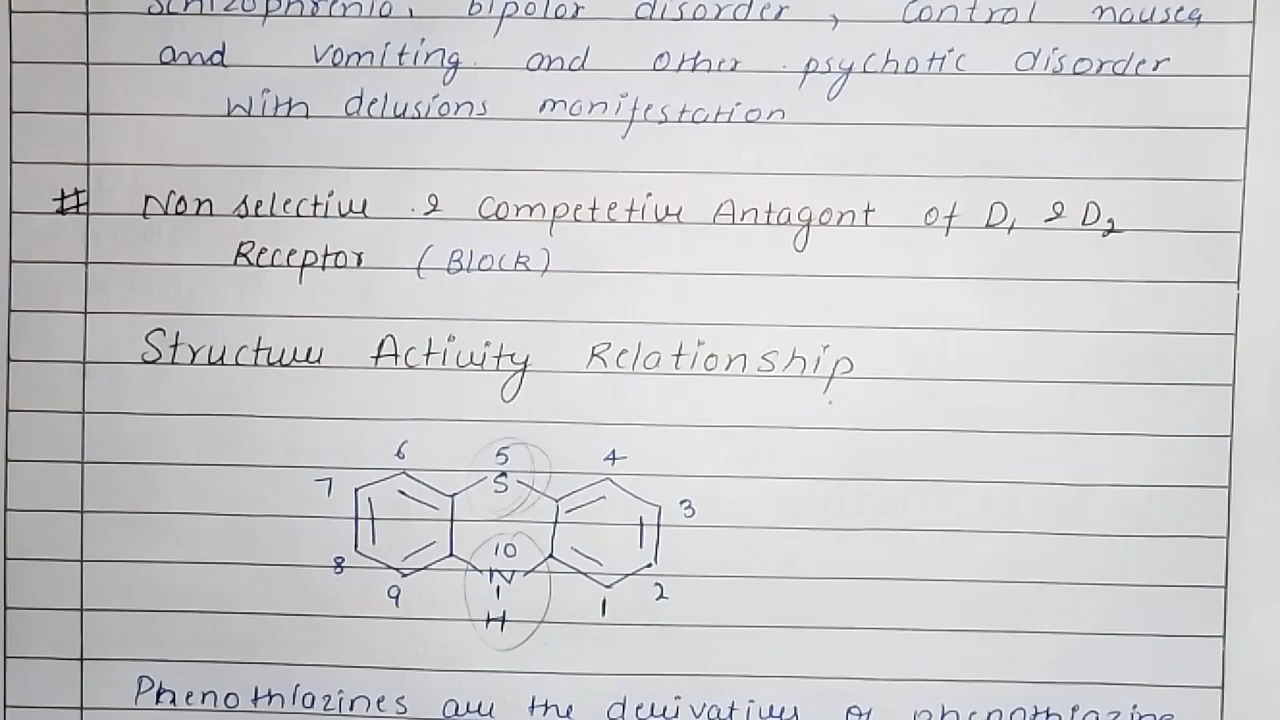 schizophrenia, bipolar disorder, control nausea
and vomiting. and other psychotic disorder
with delusions manifestation
# Non selective & competetive Antagont of D1 & D2
Receptor (Block)
Structure Activity Relationship
6 5 4
7 S 3
8 10 2
9 N 1
H
Phenothiazines are the derivatives of phenothiazine